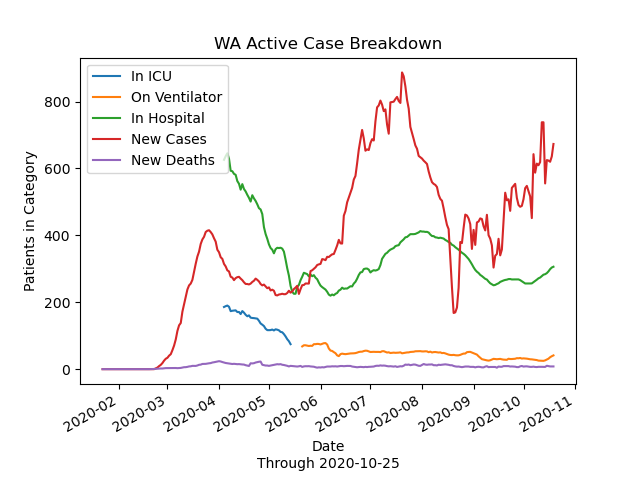 WA Active Case Breakdown
In ICU
On Ventilator
In Hospital
New Cases
New Deaths
Patients in Category
800
600
400
200
0
2020-02
2020-03
2020-04
2020-05
2020-06
2020-07
2020-08
2020-09
2020-10
2020-11
Date
Through 2020-10-25